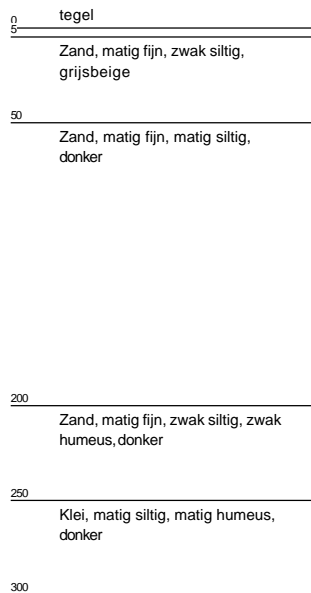 0 tegel
5
Zand, matig fijn, zwak siltig,
grijsbeige
50
Zand, matig fijn, matig siltig,
donker
200
Zand, matig fijn, zwak siltig, zwak
humeus, donker
250
Klei, matig siltig, matig humeus,
donker
300